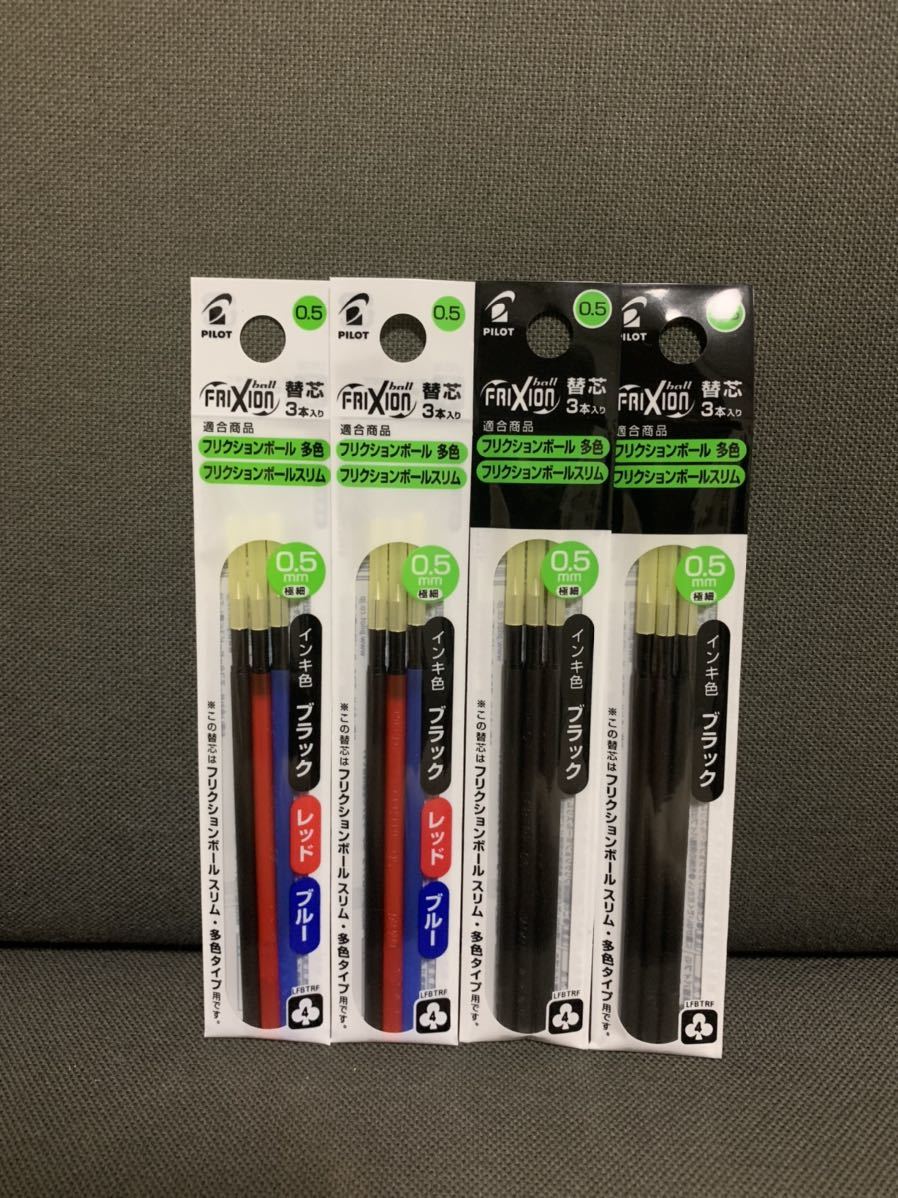 PILOT
0.5
FRIXION ball
替芯
3本入り
適合商品
フリクションボール 多色
フリクションボールスリム
0.5
mm
極細
インキ色 ブラック
レッド
ブルー
※この替芯はフリクションボール スリム・多色タイプ用です。
LFBTRF
4
PILOT
0.5
FRIXION ball
替芯
3本入り
適合商品
フリクションボール 多色
フリクションボールスリム
0.5
mm
極細
インキ色 ブラック
レッド
ブルー
※この替芯はフリクションボール スリム・多色タイプ用です。
LFBTRF
4
PILOT
0.5
FRIXION ball
替芯
3本入り
適合商品
フリクションボール 多色
フリクションボールスリム
0.5
mm
極細
インキ色 ブラック
※この替芯はフリクションボール スリム・多色タイプ用です。
LFBTRF
4
PILOT
0.5
FRIXION ball
替芯
3本入り
適合商品
フリクションボール 多色
フリクションボールスリム
0.5
mm
極細
インキ色 ブラック
※この替芯はフリクションボール スリム・多色タイプ用です。
LFBTRF
4